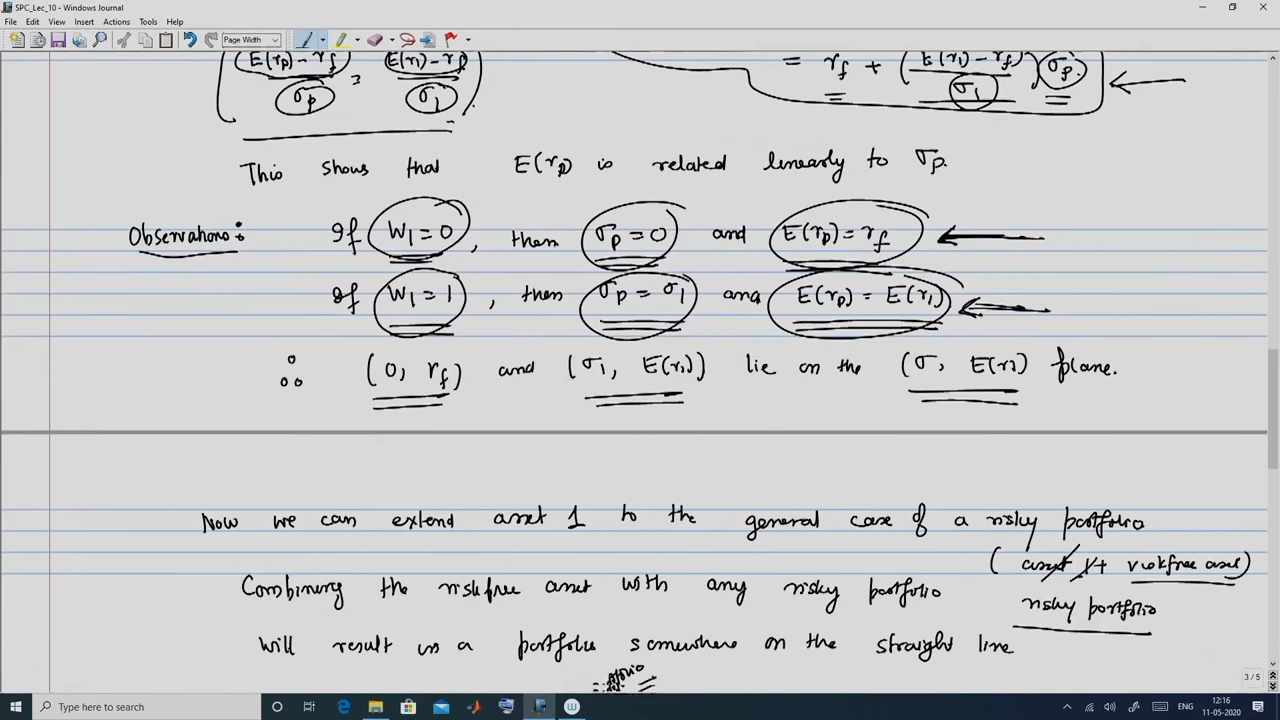 SPC_Lec_10 - Windows Journal
File Edit View Insert Actions Tools Help
Page Width
E(rp) - rf / σp = E(r1) - rf / σ1
= rf + (E(r1) - rf / σ1) σp.
This shows that E(rp) is related linearly to σp.
Observations: If W1 = 0, then σp = 0 and E(rp) = rf
If W1 = 1, then σp = σ1 and E(rp) = E(r1)
∴ (0, rf) and (σ1, E(r1)) lie on the (σ, E(r)) plane.
Now we can extend asset 1 to the general case of a risky portfolio
(asset 1 + riskfree asset)
Combining the riskfree asset with any risky portfolio
risky portfolio
will result in a portfolio somewhere on the straight line
3 / 5
Type here to search
ENG
12:16
11-05-2020